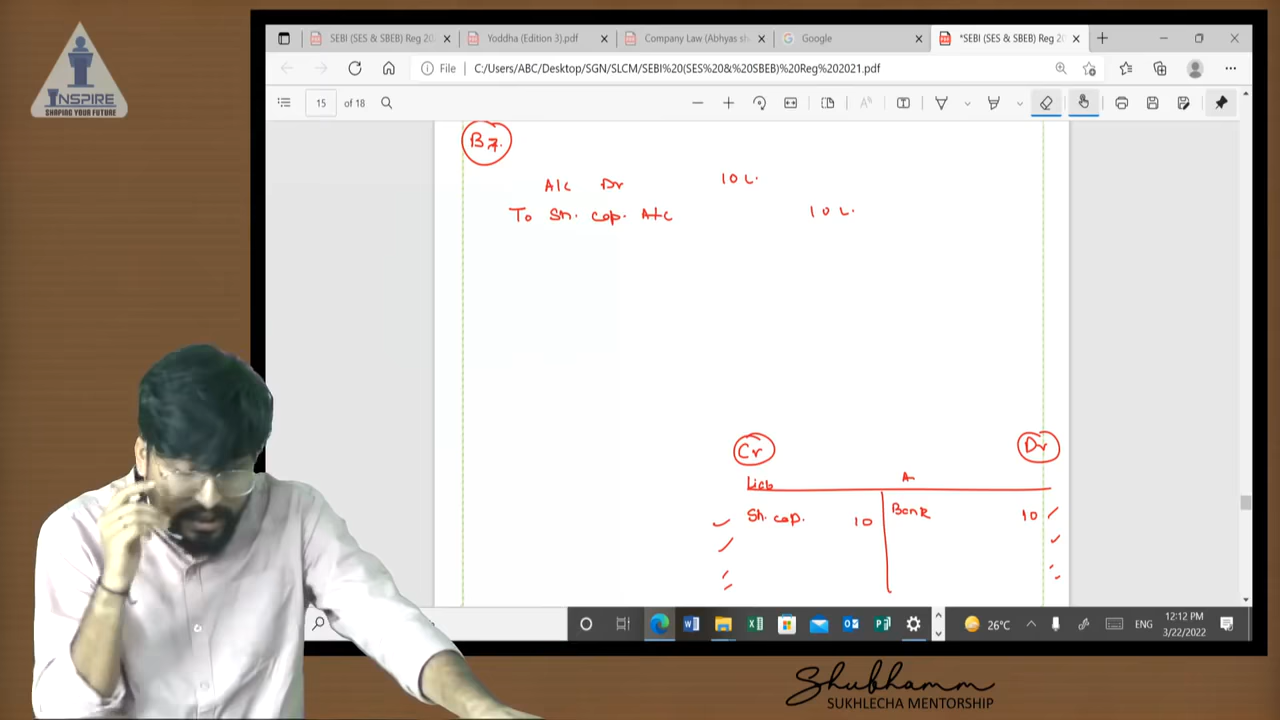 INSPIRE
SHAPING YOUR FUTURE
SEBI (SES & SBEB) Reg 20
Yoddha (Edition 3).pdf
Company Law (Abhyas sh
Google
*SEBI (SES & SBEB) Reg 20
File
C:/Users/ABC/Desktop/SGN/SLCM/SEBI%20(SES%20&%20SBEB)%20Reg%202021.pdf
15 of 18
A/c Dr 10 L.
To Sh. cap. A/c 10 L.
Cr Dr
Liab A
Sh. cap. 10 Bank 10
26°C
ENG
12:12 PM
3/22/2022
Shubhamm
SUKHLECHA MENTORSHIP